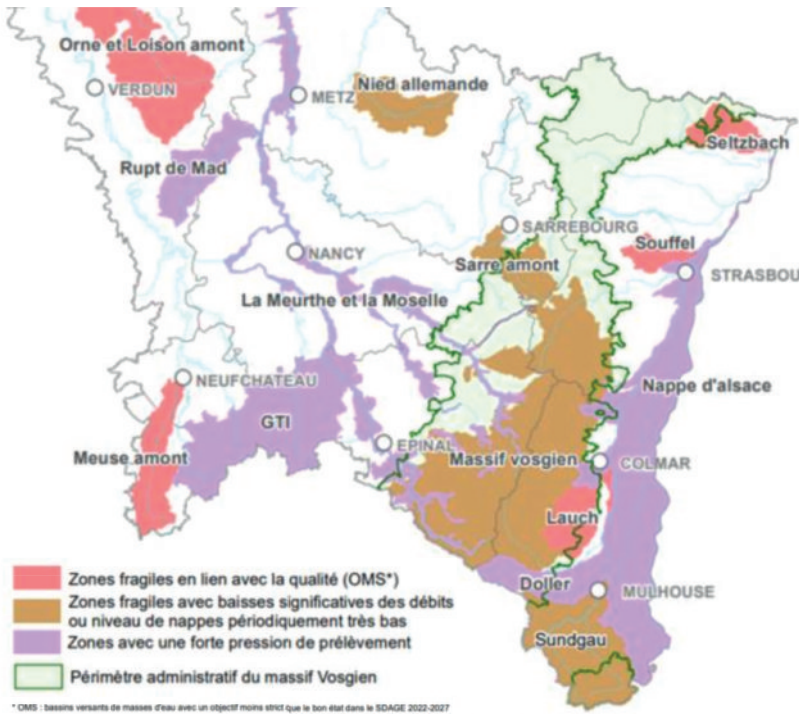 Orne et Loison amont
VERDUN
METZ
Nied allemande
Seltzbach
Rupt de Mad
SARREBOURG
Souffel
NANCY
Sarre amont
STRASBOU
La Meurthe et la Moselle
NEUFCHATEAU
Nappe d'alsace
GTI
EPINAL
Meuse amont
Massif vosgien
COLMAR
Lauch
Zones fragiles en lien avec la qualité (OMS*)
Doller
MULHOUSE
Zones fragiles avec baisses significatives des débits
ou niveau de nappes périodiquement très bas
Zones avec une forte pression de prélèvement
Sundgau
Périmètre administratif du massif Vosgien
* OMS : bassins versants de masses d'eau avec un objectif moins strict que le bon état dans le SDAGE 2022-2027